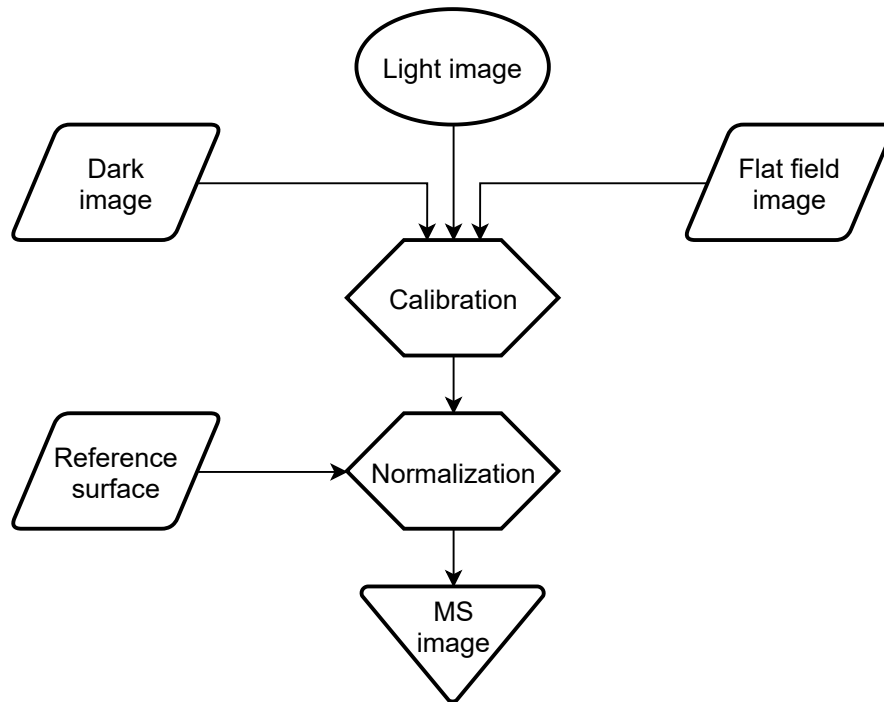 Light image
Dark
image
Flat field
image
Calibration
Reference
surface
Normalization
MS
image